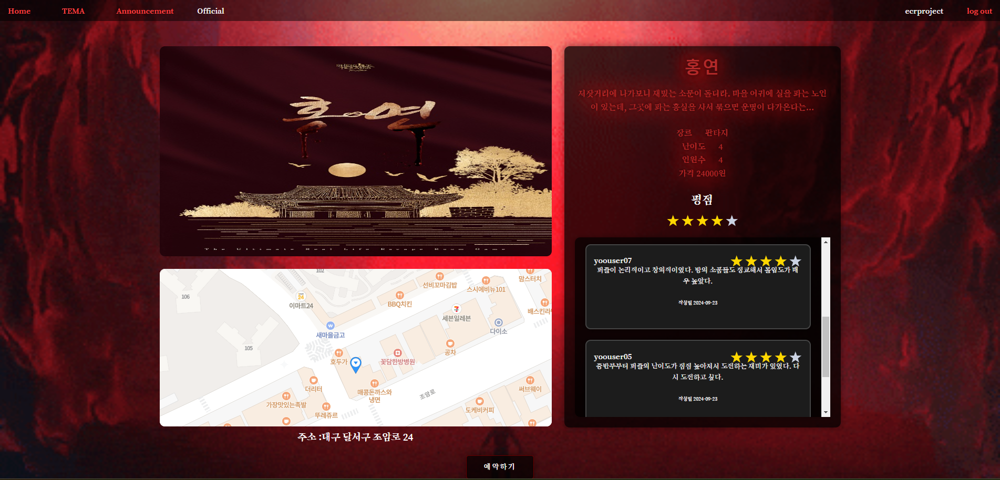 Home
TEMA
Announcement
Official
ecrproject
log out
SHERLOCK
HOLMES
홍연
The Ultimate Real Life Escape Room Game
홍연
저잣거리에 나가보니 재밌는 소문이 돌더라. 마을 어귀에 실을 파는 노인
이 있는데, 그곳에 파는 홍실을 사서 묶으면 운명이 다가온다는...
장르 판타지
난이도 4
인원수 4
가격 24000원
평점
yoouser07
퍼즐이 논리적이고 창의적이었다. 방의 소품들도 정교해서 몰입도가 매
우 높았다.
작성일 2024-09-23
yoouser05
중반부부터 퍼즐의 난이도가 점점 높아져서 도전하는 재미가 있었다. 다
시 도전하고 싶다.
작성일 2024-09-23
102
106
105
이마트24
선비꼬마김밥
스시에비뉴101
맘스터치
BBQ치킨
세븐일레븐
배스킨라
새마을금고
다이소
공차
호두가
꽃담한방병원
더리터
매콩돈까스와
냉면
조암로
써브웨이
가장맛있는족발
도케비커피
뚜레쥬르
주소 :대구 달서구 조암로 24
예약하기